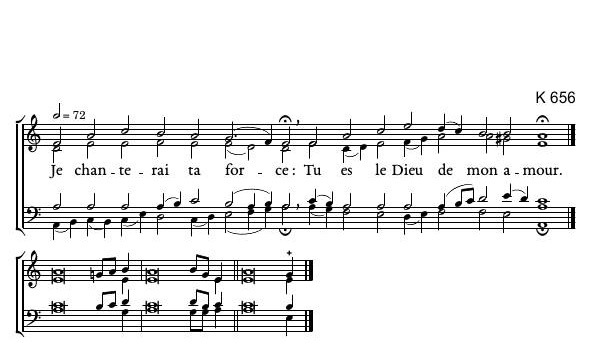 K 656
= 72
Je chan - te - rai ta for - ce : Tu es le Dieu de mon a - mour.